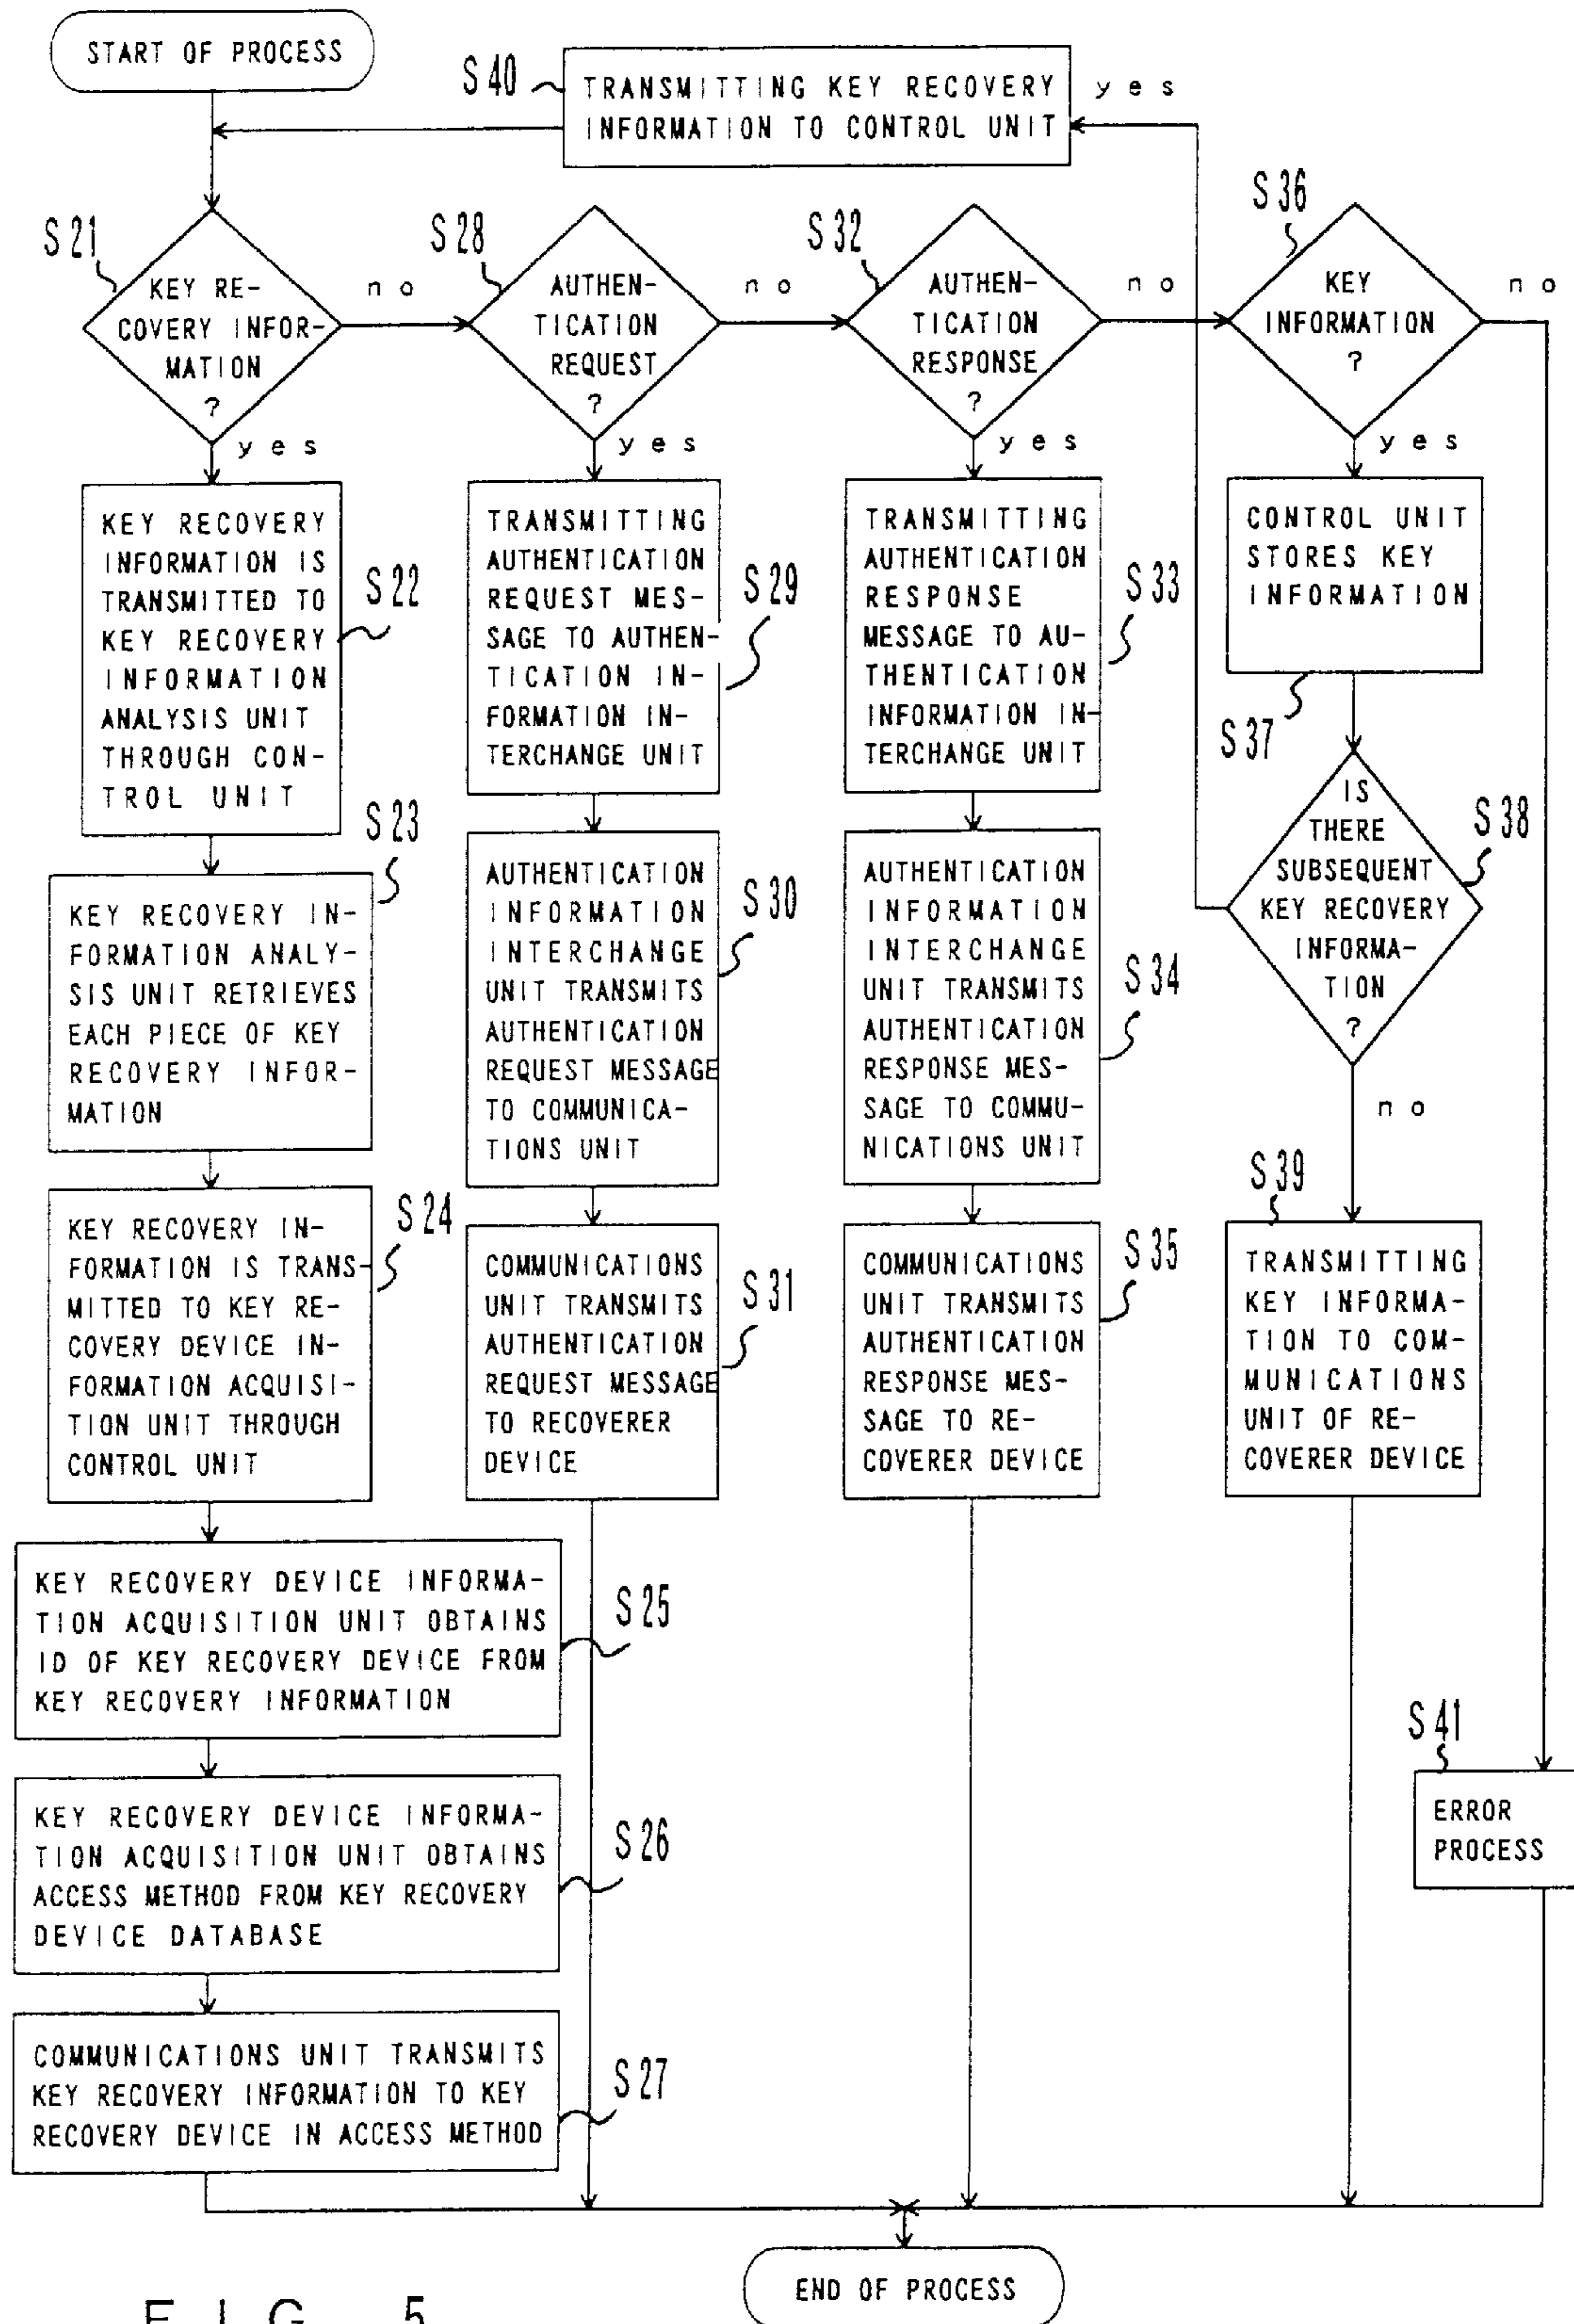 START OF PROCESS
S40
TRANSMITTING KEY RECOVERY
INFORMATION TO CONTROL UNIT
yes
S21
KEY RE-
COVERY INFOR-
MATION
?
no
yes
S28
AUTHEN-
TICATION
REQUEST
?
no
yes
S32
AUTHEN-
TICATION
RESPONSE
?
no
yes
S36
KEY
INFORMATION
?
no
yes
KEY RECOVERY
INFORMATION IS
TRANSMITTED TO
KEY RECOVERY
INFORMATION
ANALYSIS UNIT
THROUGH CON-
TROL UNIT
S22
S23
KEY RECOVERY IN-
FORMATION ANALY-
SIS UNIT RETRIEVES
EACH PIECE OF KEY
RECOVERY INFOR-
MATION
KEY RECOVERY IN-
FORMATION IS TRANS-
MITTED TO KEY RE-
COVERY DEVICE IN-
FORMATION ACQUISI-
TION UNIT THROUGH
CONTROL UNIT
S24
KEY RECOVERY DEVICE INFORMA-
TION ACQUISITION UNIT OBTAINS
ID OF KEY RECOVERY DEVICE FROM
KEY RECOVERY INFORMATION
S25
KEY RECOVERY DEVICE INFORMA-
TION ACQUISITION UNIT OBTAINS
ACCESS METHOD FROM KEY RECOVERY
DEVICE DATABASE
S26
COMMUNICATIONS UNIT TRANSMITS
KEY RECOVERY INFORMATION TO KEY
RECOVERY DEVICE IN ACCESS METHOD
S27
TRANSMITTING
AUTHENTICATION
REQUEST MES-
SAGE TO AUTHEN-
TICATION IN-
FORMATION IN-
TERCHANGE UNIT
S29
AUTHENTICATION
INFORMATION
INTERCHANGE
UNIT TRANSMITS
AUTHENTICATION
REQUEST MESSAGE
TO COMMUNICA-
TIONS UNIT
S30
COMMUNICATIONS
UNIT TRANSMITS
AUTHENTICATION
REQUEST MESSAGE
TO RECOVERER
DEVICE
S31
TRANSMITTING
AUTHENTICATION
RESPONSE
MESSAGE TO AU-
THENTICATION
INFORMATION IN-
TERCHANGE UNIT
S33
AUTHENTICATION
INFORMATION
INTERCHANGE
UNIT TRANSMITS
AUTHENTICATION
RESPONSE MES-
SAGE TO COMMU-
NICATIONS UNIT
S34
COMMUNICATIONS
UNIT TRANSMITS
AUTHENTICATION
RESPONSE MES-
SAGE TO RE-
COVERER DEVICE
S35
CONTROL UNIT
STORES KEY
INFORMATION
S37
IS
THERE
SUBSEQUENT
KEY RECOVERY
INFORMA-
TION
?
S38
no
S39
TRANSMITTING
KEY INFORMA-
TION TO COM-
MUNICATIONS
UNIT OF RE-
COVERER DEVICE
S41
ERROR
PROCESS
END OF PROCESS
FIG. 5